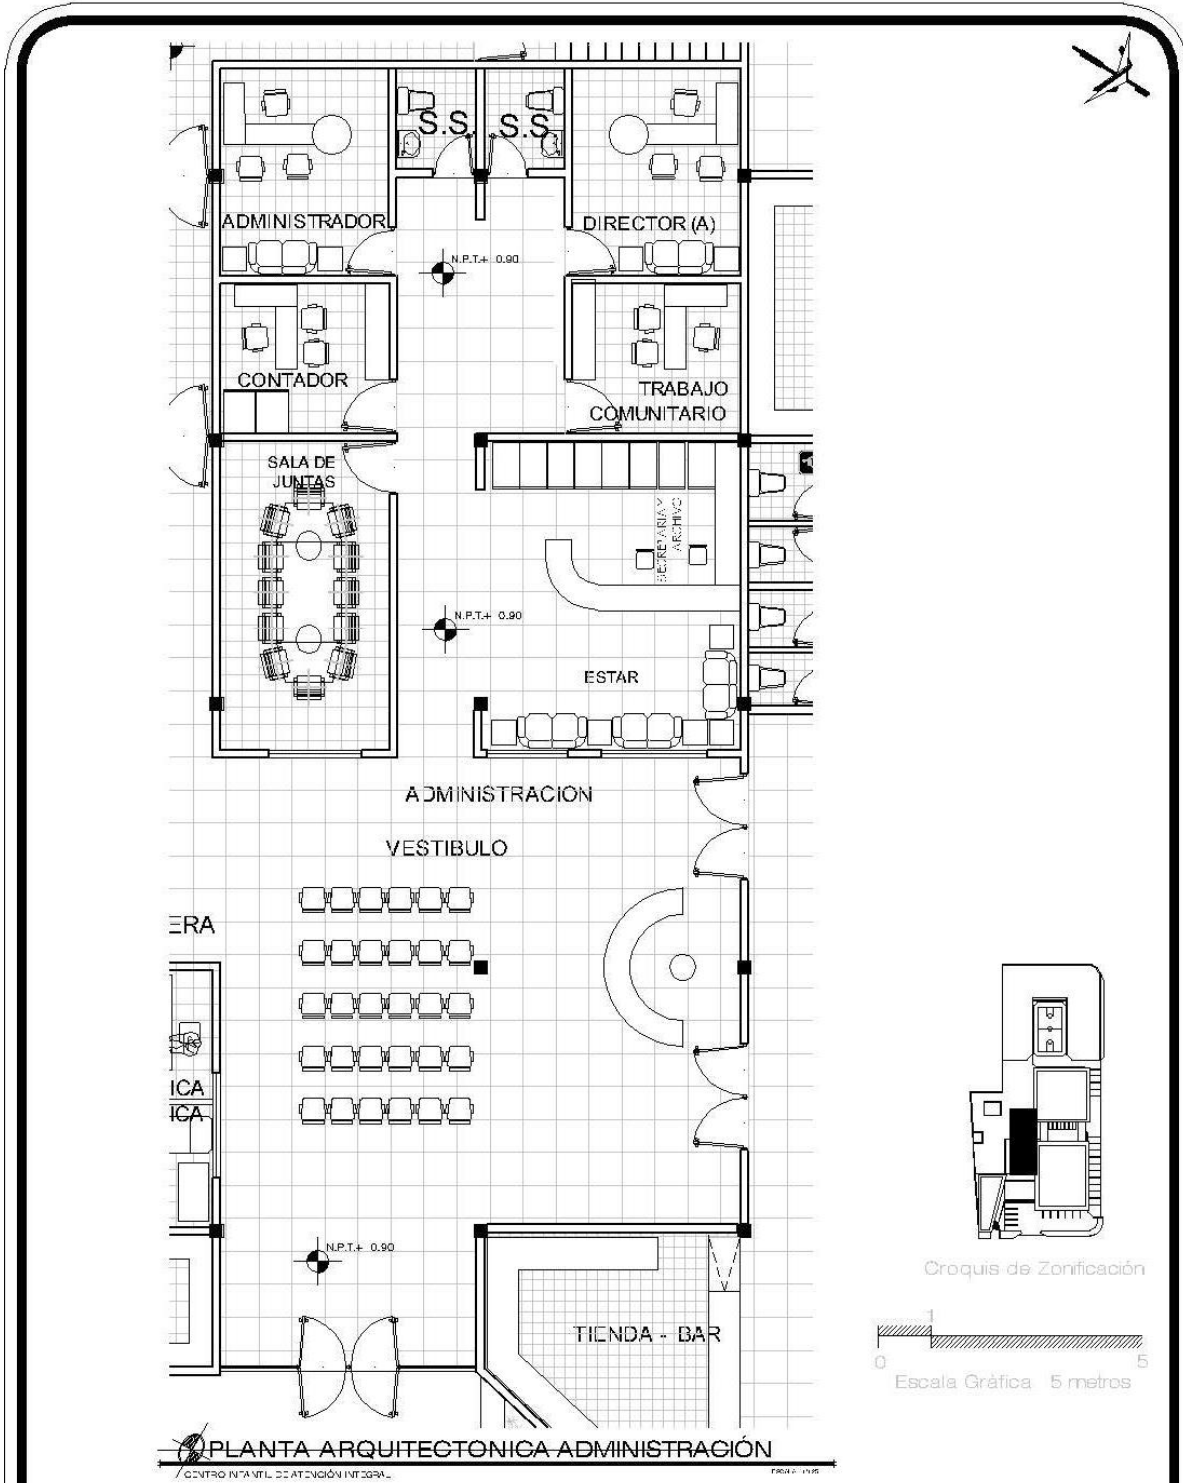 S.S. S.S
ADMINISTRADOR
DIRECTOR (A)
N.P.T.+ 0.90
CONTADOR
TRABAJO
COMUNITARIO
SALA DE
JUNTAS
SECRETARIA Y
ARCHIVO
N.P.T.+ 0.90
ESTAR
ADMINISTRACION
VESTIBULO
ERA
ICA
ICA
N.P.T.+ 0.90
TIENDA - BAR
Croquis de Zonificación
1
0 5
Escala Gráfica 5 metros
PLANTA ARQUITECTONICA ADMINISTRACIÓN
CENTRO INFANTIL DE ATENCIÓN INTEGRAL